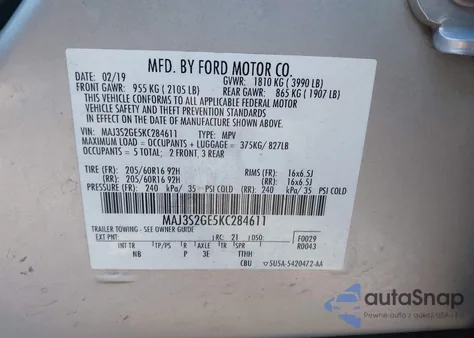 MFD. BY FORD MOTOR CO.
02/19 GVWR: 1810 KG ( 3990 LB)
FRONT GAWR: 955 KG ( 2105 LB) REAR GAWR: 865 KG ( 1907 LB)
THIS VEHICLE CONFORMS TO ALL APPLICABLE FEDERAL MOTOR
VEHICLE SAFETY AND THEFT PREVENTION STANDARDS
IN EFFECT ON THE DATE OF MANUFACTURE SHOWN ABOVE.
VIN: MAJ3S2GE5KC284611 TYPE: MPV
MAXIMUM LOAD = OCCUPANTS + LUGGAGE = 375KG/ 827LB
OCCUPANTS = 5 TOTAL; 2 FRONT, 3 REAR
TIRE (FR): 205/60R16 92H (FR): 16x6.5J
(RR): 205/60R16 92H (RR): 16x6.5J
PRESSURE (FR): 240 kPa/ 35 PSI COLD (RR): 240 kPa/ 35 PSI COLD
MAJ3S2GE5KC284611
TRAILER TOWING - SEE OWNER GUIDE
EXT PNT: RC: 21 DSO: F0029
R0043
INT TR TP/PS R AX TR SPR
NB P 3E TTHH
CBU 5U5A-5420472-AA
autoSnap